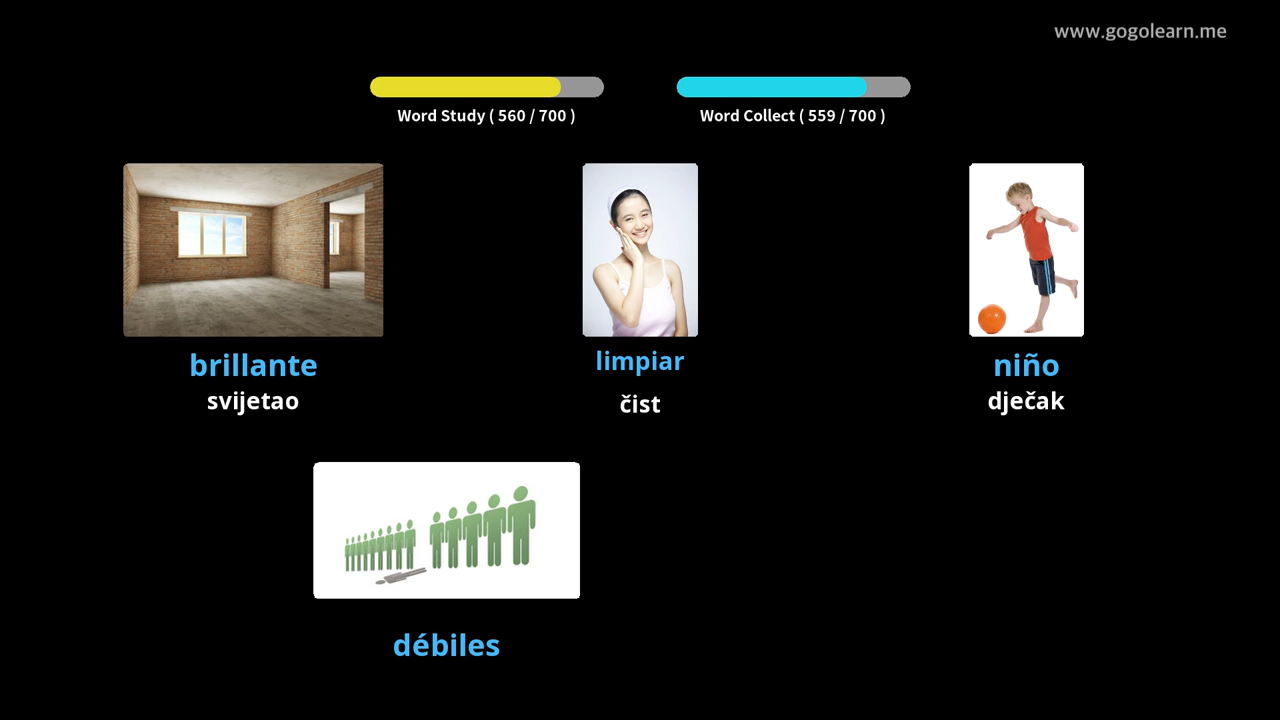 www.gogolearn.me
Word Study ( 560 / 700 )
Word Collect ( 559 / 700 )
brillante
svijetao
limpiar
čist
niño
dječak
débiles